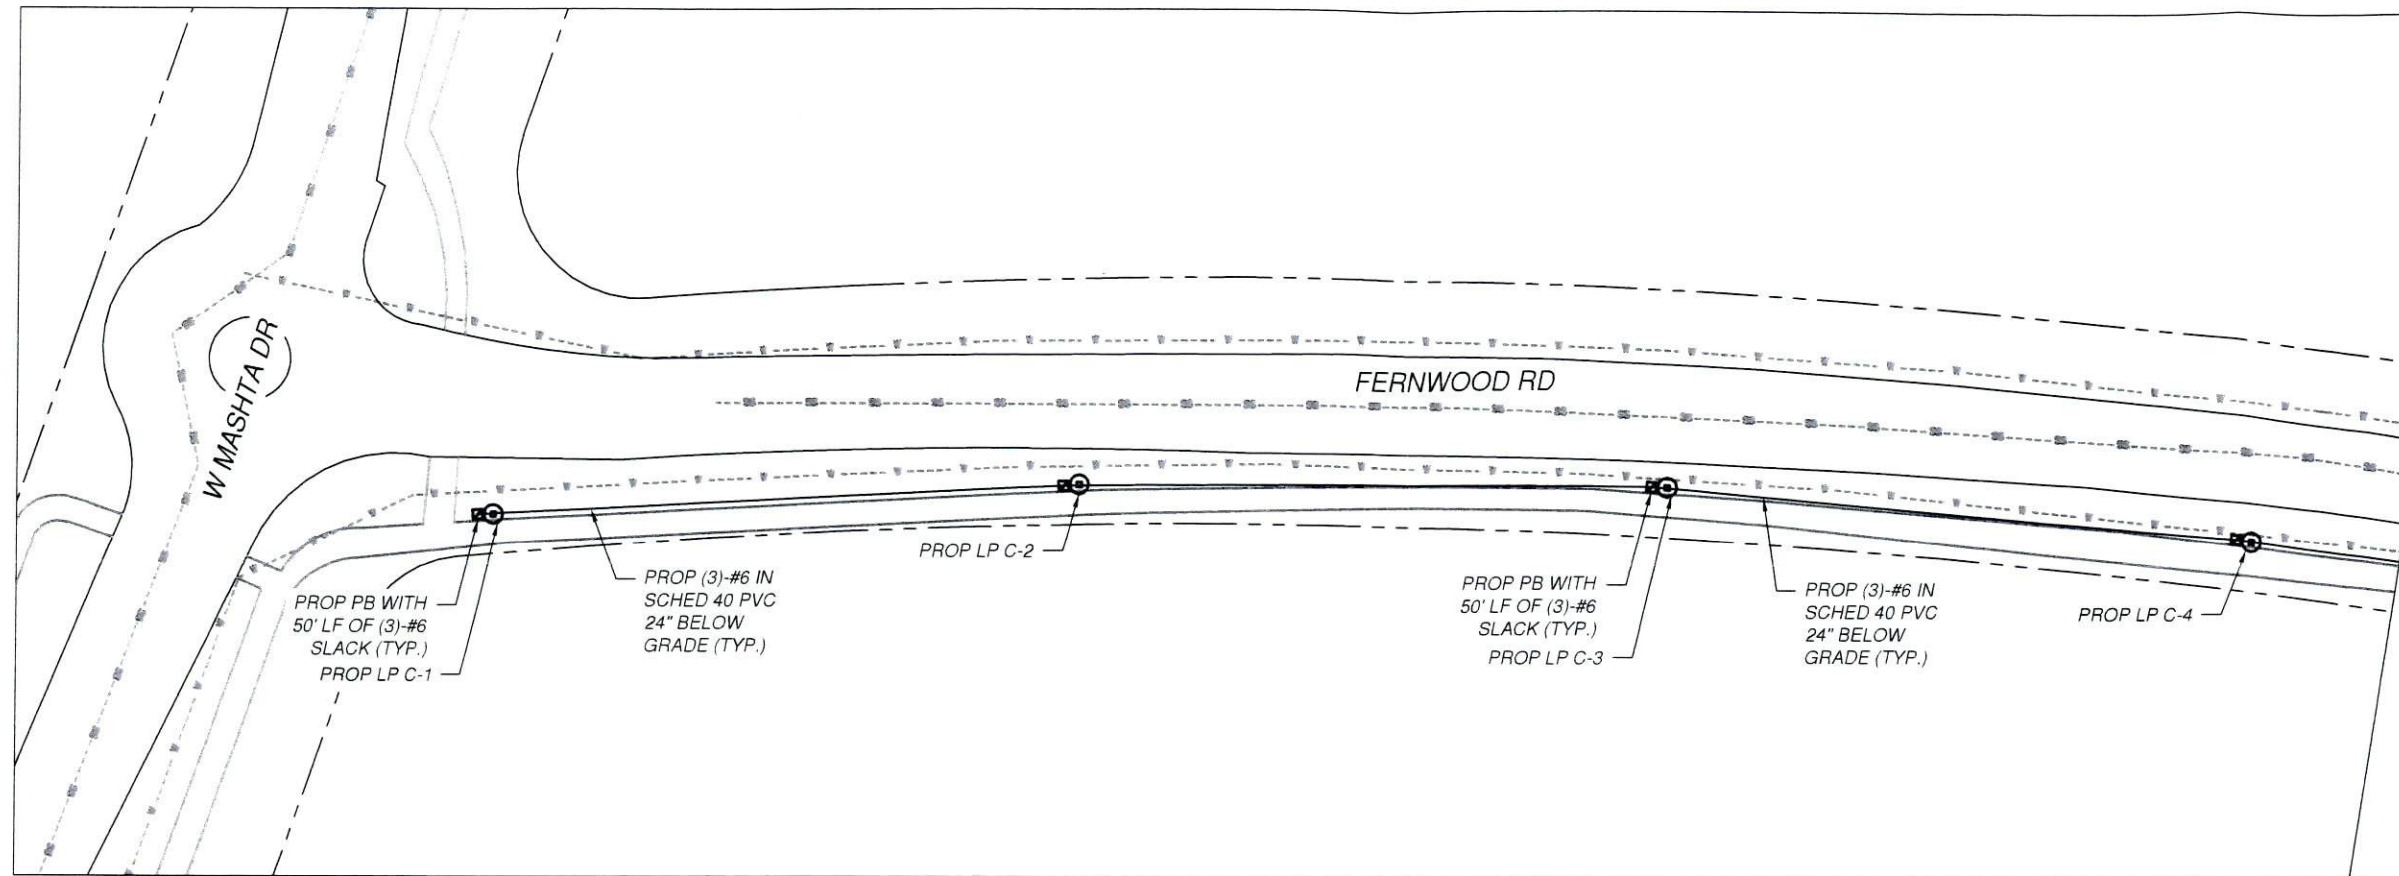 W MASHTA DR
FERNWOOD RD
PROP PB WITH
50' LF OF (3)-#6
SLACK (TYP.)
PROP LP C-1
PROP (3)-#6 IN
SCHED 40 PVC
24" BELOW
GRADE (TYP.)
PROP LP C-2
PROP PB WITH
50' LF OF (3)-#6
SLACK (TYP.)
PROP LP C-3
PROP (3)-#6 IN
SCHED 40 PVC
24" BELOW
GRADE (TYP.)
PROP LP C-4